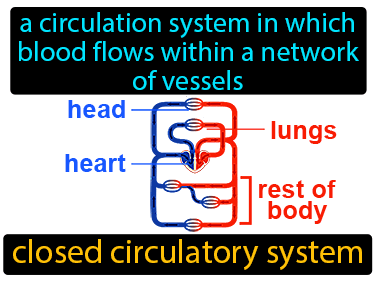 a circulation system in which
blood flows within a network
of vessels
head
lungs
heart
rest of
body
closed circulatory system